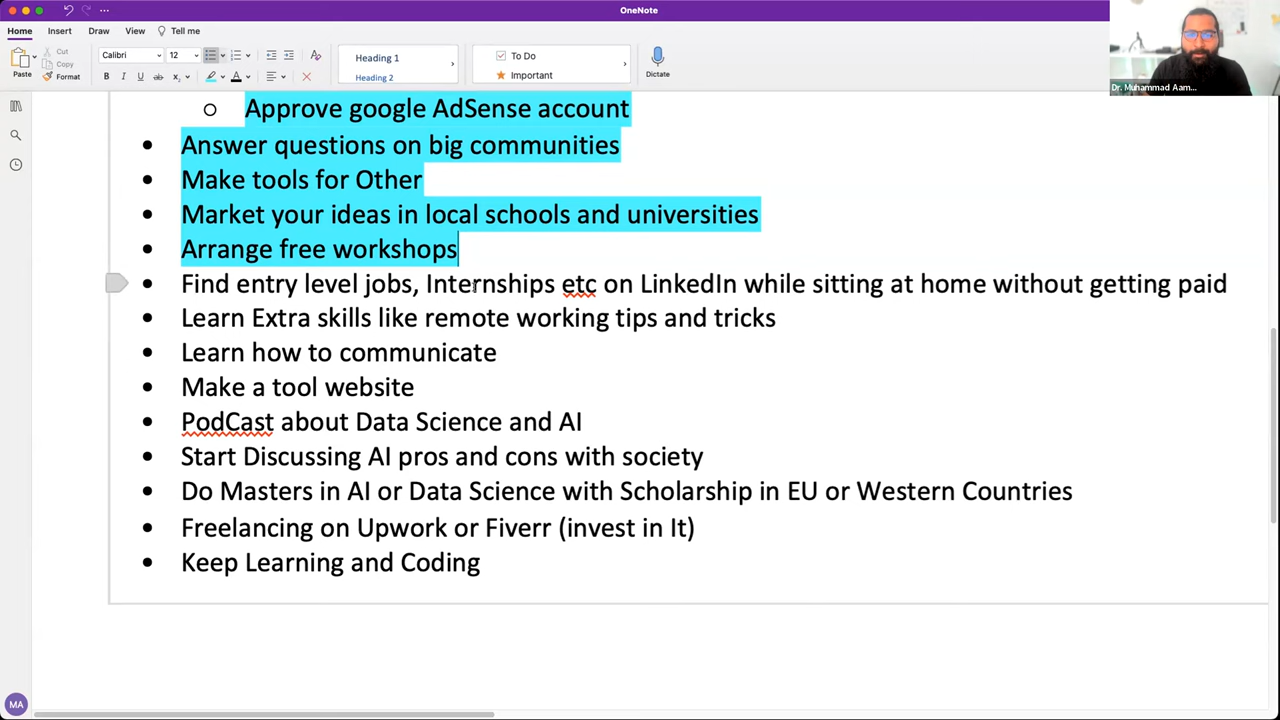 OneNote
Home Insert Draw View Tell me
Paste Cut Copy Format
Calibri 12
B I U ab x
A
Heading 1
Heading 2
To Do
Important
Dictate
Dr. Muhammad Aam...
o Approve google AdSense account
• Answer questions on big communities
• Make tools for Other
• Market your ideas in local schools and universities
• Arrange free workshops
• Find entry level jobs, Internships etc on LinkedIn while sitting at home without getting paid
• Learn Extra skills like remote working tips and tricks
• Learn how to communicate
• Make a tool website
• PodCast about Data Science and AI
• Start Discussing AI pros and cons with society
• Do Masters in AI or Data Science with Scholarship in EU or Western Countries
• Freelancing on Upwork or Fiverr (invest in It)
• Keep Learning and Coding
MA